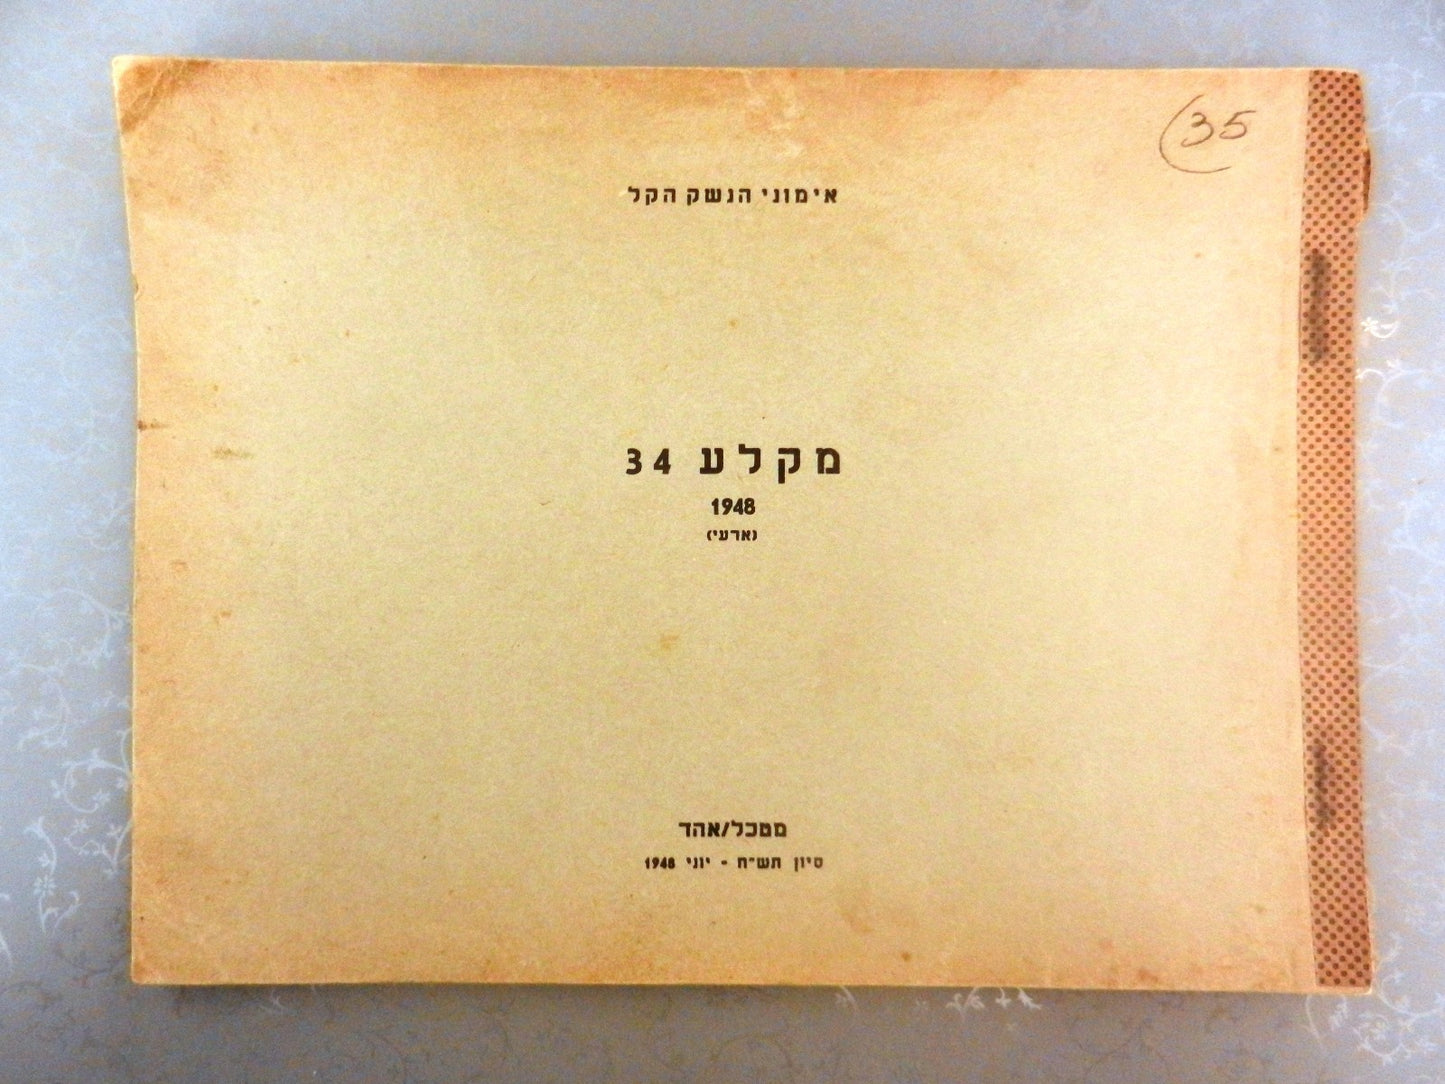 35
אימוני הנשק הקל
מקלע 34
1948
(ארעי)
מטכל/אהד
סיון תש״ח - יוני 1948